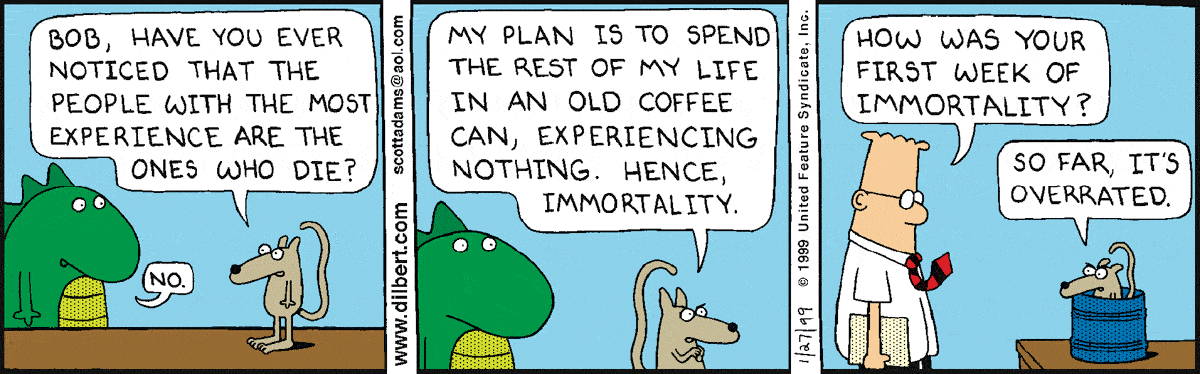 BOB, HAVE YOU EVER
NOTICED THAT THE
PEOPLE WITH THE MOST
EXPERIENCE ARE THE
ONES WHO DIE?
NO.
www.dilbert.com scottadams@aol.com
MY PLAN IS TO SPEND
THE REST OF MY LIFE
IN AN OLD COFFEE
CAN, EXPERIENCING
NOTHING. HENCE,
IMMORTALITY.
1/27/99 © 1999 United Feature Syndicate, Inc.
HOW WAS YOUR
FIRST WEEK OF
IMMORTALITY?
SO FAR, IT'S
OVERRATED.